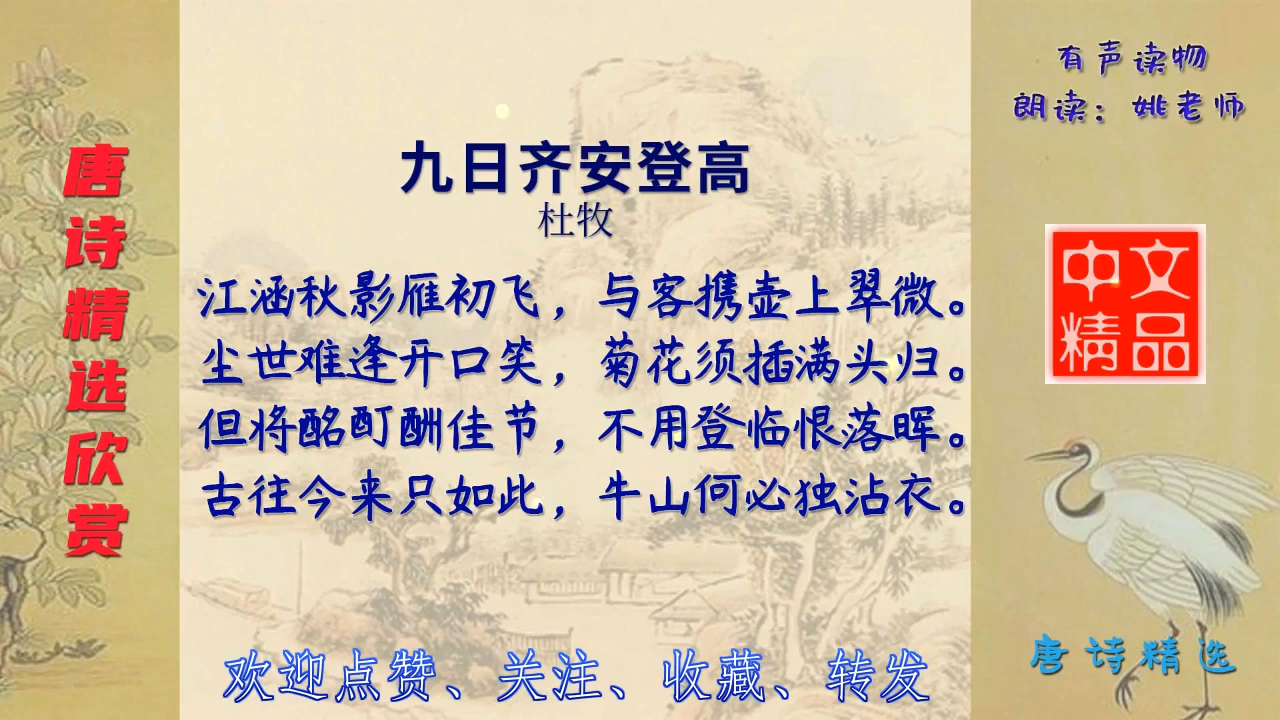 唐诗精选欣赏
九日齐安登高
杜牧
江涵秋影雁初飞，与客携壶上翠微。
尘世难逢开口笑，菊花须插满头归。
但将酩酊酬佳节，不用登临恨落晖。
古往今来只如此，牛山何必独沾衣。
欢迎点赞、关注、收藏、转发
有声读物
朗读：姚老师
中文
精品
唐诗精选